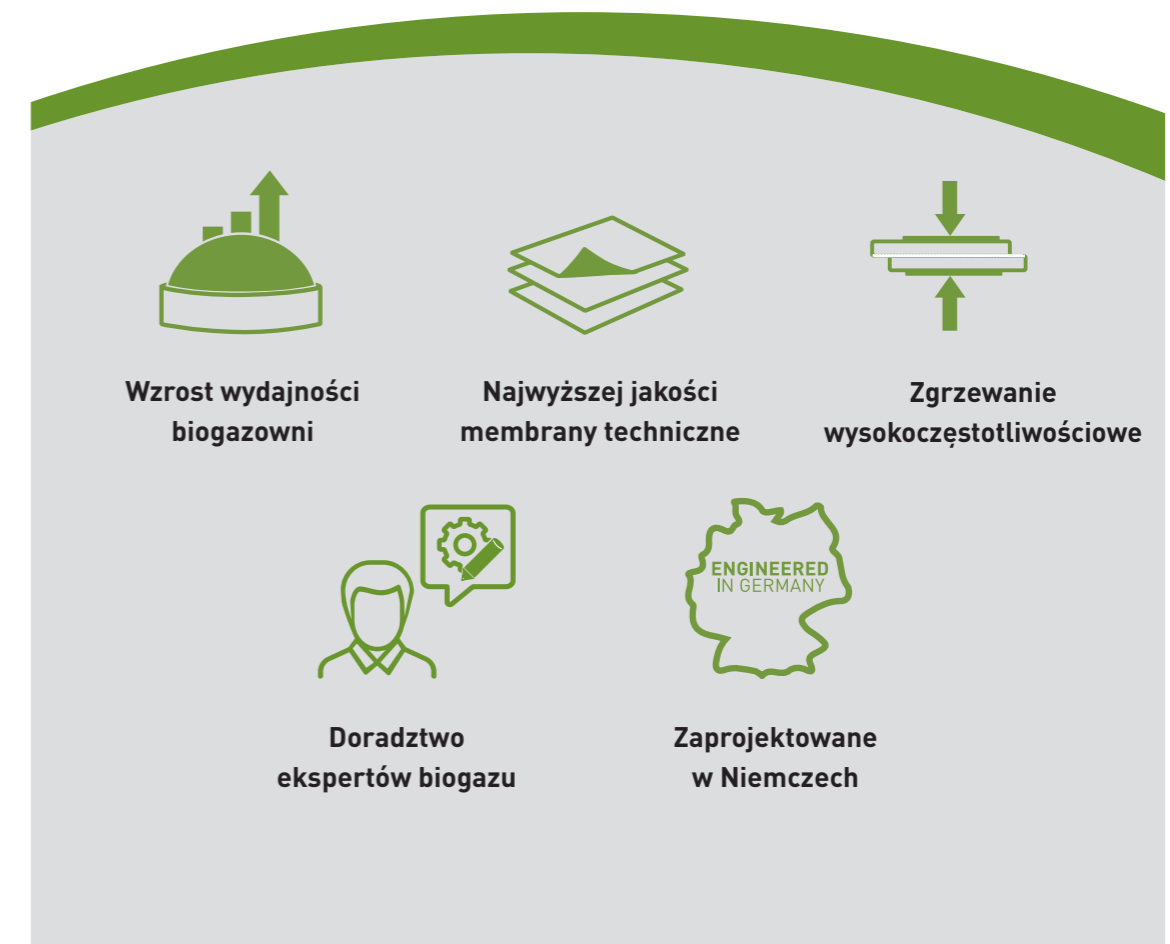 Wzrost wydajności
biogazowni
Najwyższej jakości
membrany techniczne
Zgrzewanie
wysokoczęstotliwościowe
ENGINEERED
IN GERMANY
Doradztwo
ekspertów biogazu
Zaprojektowane
w Niemczech